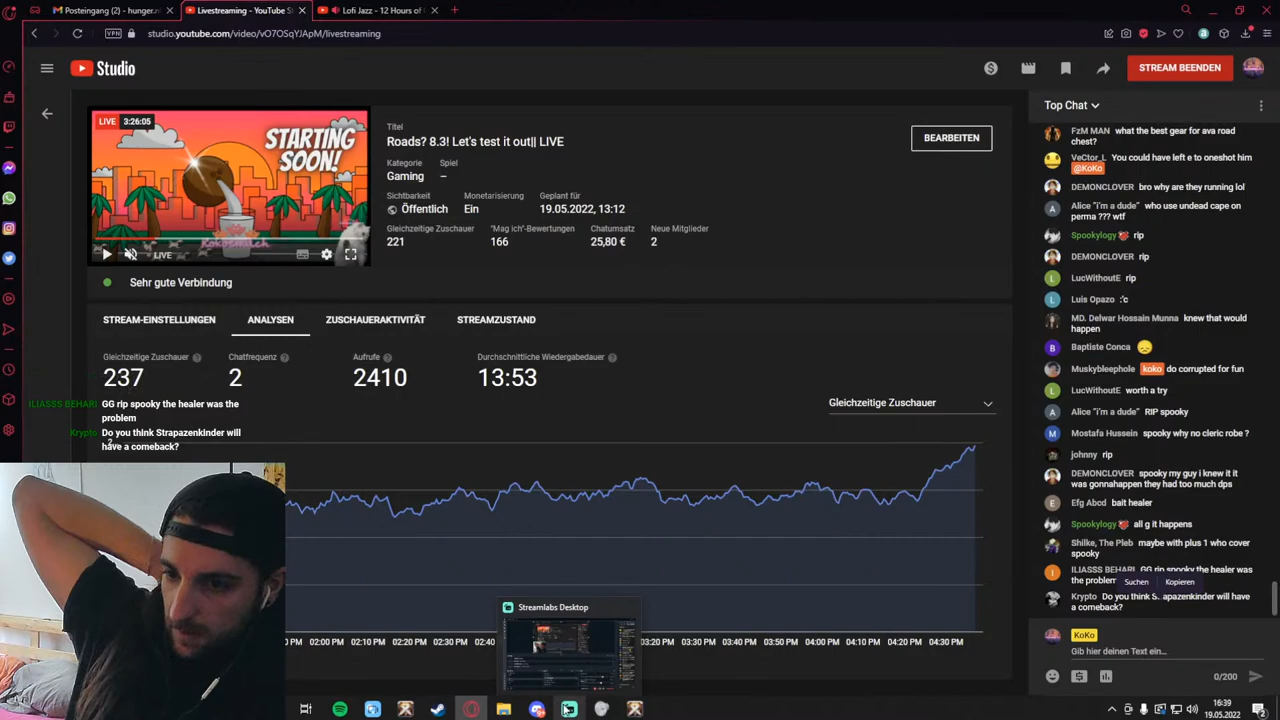 Posteingang (2) - hunger.n
Livestreaming - YouTube S
Lofi Jazz - 12 Hours of
VPN
studio.youtube.com/video/vO7OSqYJApM/livestreaming
Studio
STREAM BEENDEN
LIVE 3:26:05
STARTING
SOON!
Kokosmilch
LIVE
Titel
Roads? 8.3! Let's test it out|| LIVE
BEARBEITEN
Kategorie Spiel
Gaming –
Sichtbarkeit Monetarisierung Geplant für
Öffentlich Ein 19.05.2022, 13:12
Gleichzeitige Zuschauer "Mag ich"-Bewertungen Chatumsatz Neue Mitglieder
221 166 25,80 € 2
Sehr gute Verbindung
STREAM-EINSTELLUNGEN ANALYSEN ZUSCHAUERAKTIVITÄT STREAMZUSTAND
Gleichzeitige Zuschauer Chatfrequenz Aufrufe Durchschnittliche Wiedergabedauer
237 2 2410 13:53
Gleichzeitige Zuschauer
ILIASSS BEHARI GG rip spooky the healer was the
problem
Krypto Do you think Strapazenkinder will
have a comeback?
Streamlabs Desktop
PM 02:00 PM 02:10 PM 02:20 PM 02:30 PM 02:40 03:20 PM 03:30 PM 03:40 PM 03:50 PM 04:00 PM 04:10 PM 04:20 PM 04:30 PM
Top Chat
FzM MAN what the best gear for ava road
chest?
VeCtor_L You could have left e to oneshot him
@KoKo
DEMONCLOVER bro why are they running lol
Alice "i'm a dude" who use undead cape on
perma ??? wtf
Spookylogy rip
DEMONCLOVER rip
LucWithoutE rip
Luis Opazo :'c
MD. Delwar Hossain Munna knew that would
happen
Baptiste Conca
Muskybleephole koko do corrupted for fun
LucWithoutE worth a try
Alice "i'm a dude" RIP spooky
Mostafa Hussein spooky why no cleric robe ?
johnny rip
DEMONCLOVER spooky my guy i knew it it
was gonnahappen they had too much dps
Efg Abcd bait healer
Spookylogy all g it happens
Shilke, The Pleb maybe with plus 1 who cover
spooky
ILIASSS BEHARI GG rip spooky the healer was
the problem
Suchen Kopieren
Krypto Do you think S apazenkinder will have
a comeback?
KoKo
Gib hier deinen Text ein...
0/200
16:39
19.05.2022
2